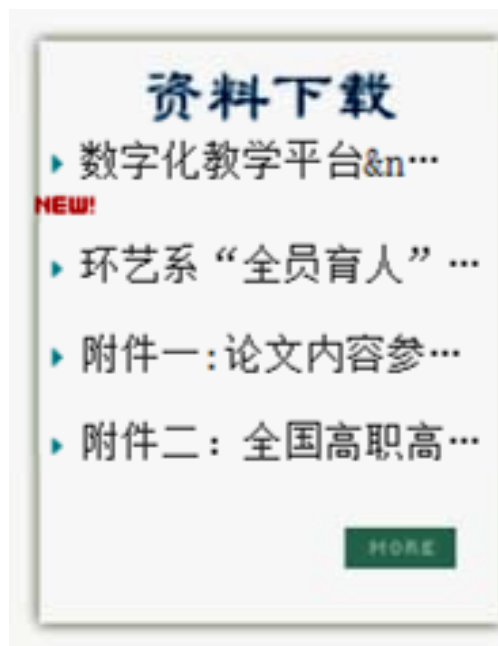 资料下载
数字化教学平台&n…
NEW!
环艺系“全员育人”…
附件一:论文内容参…
附件二：全国高职高…
MORE